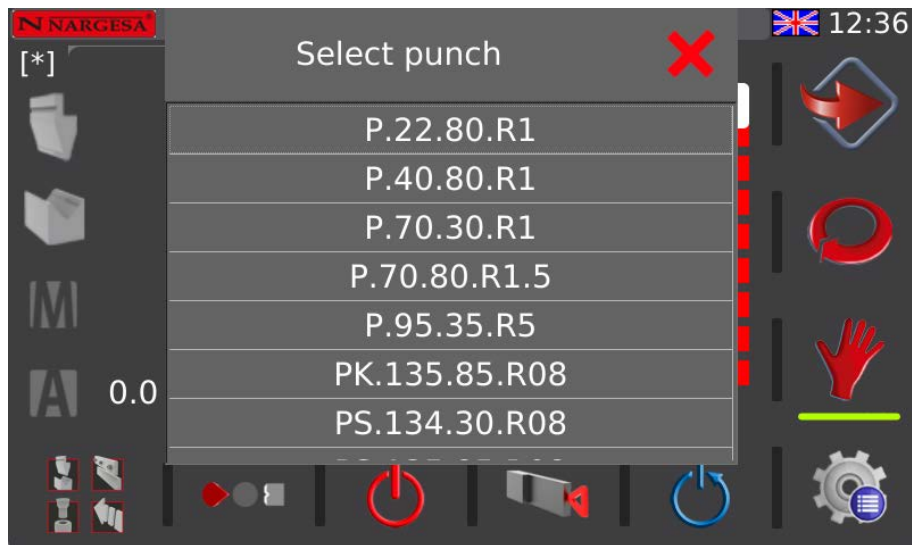 NARGESA
12:36
[*]
Select punch
P.22.80.R1
P.40.80.R1
P.70.30.R1
P.70.80.R1.5
P.95.35.R5
M
PK.135.85.R08
A
0.0
PS.134.30.R08